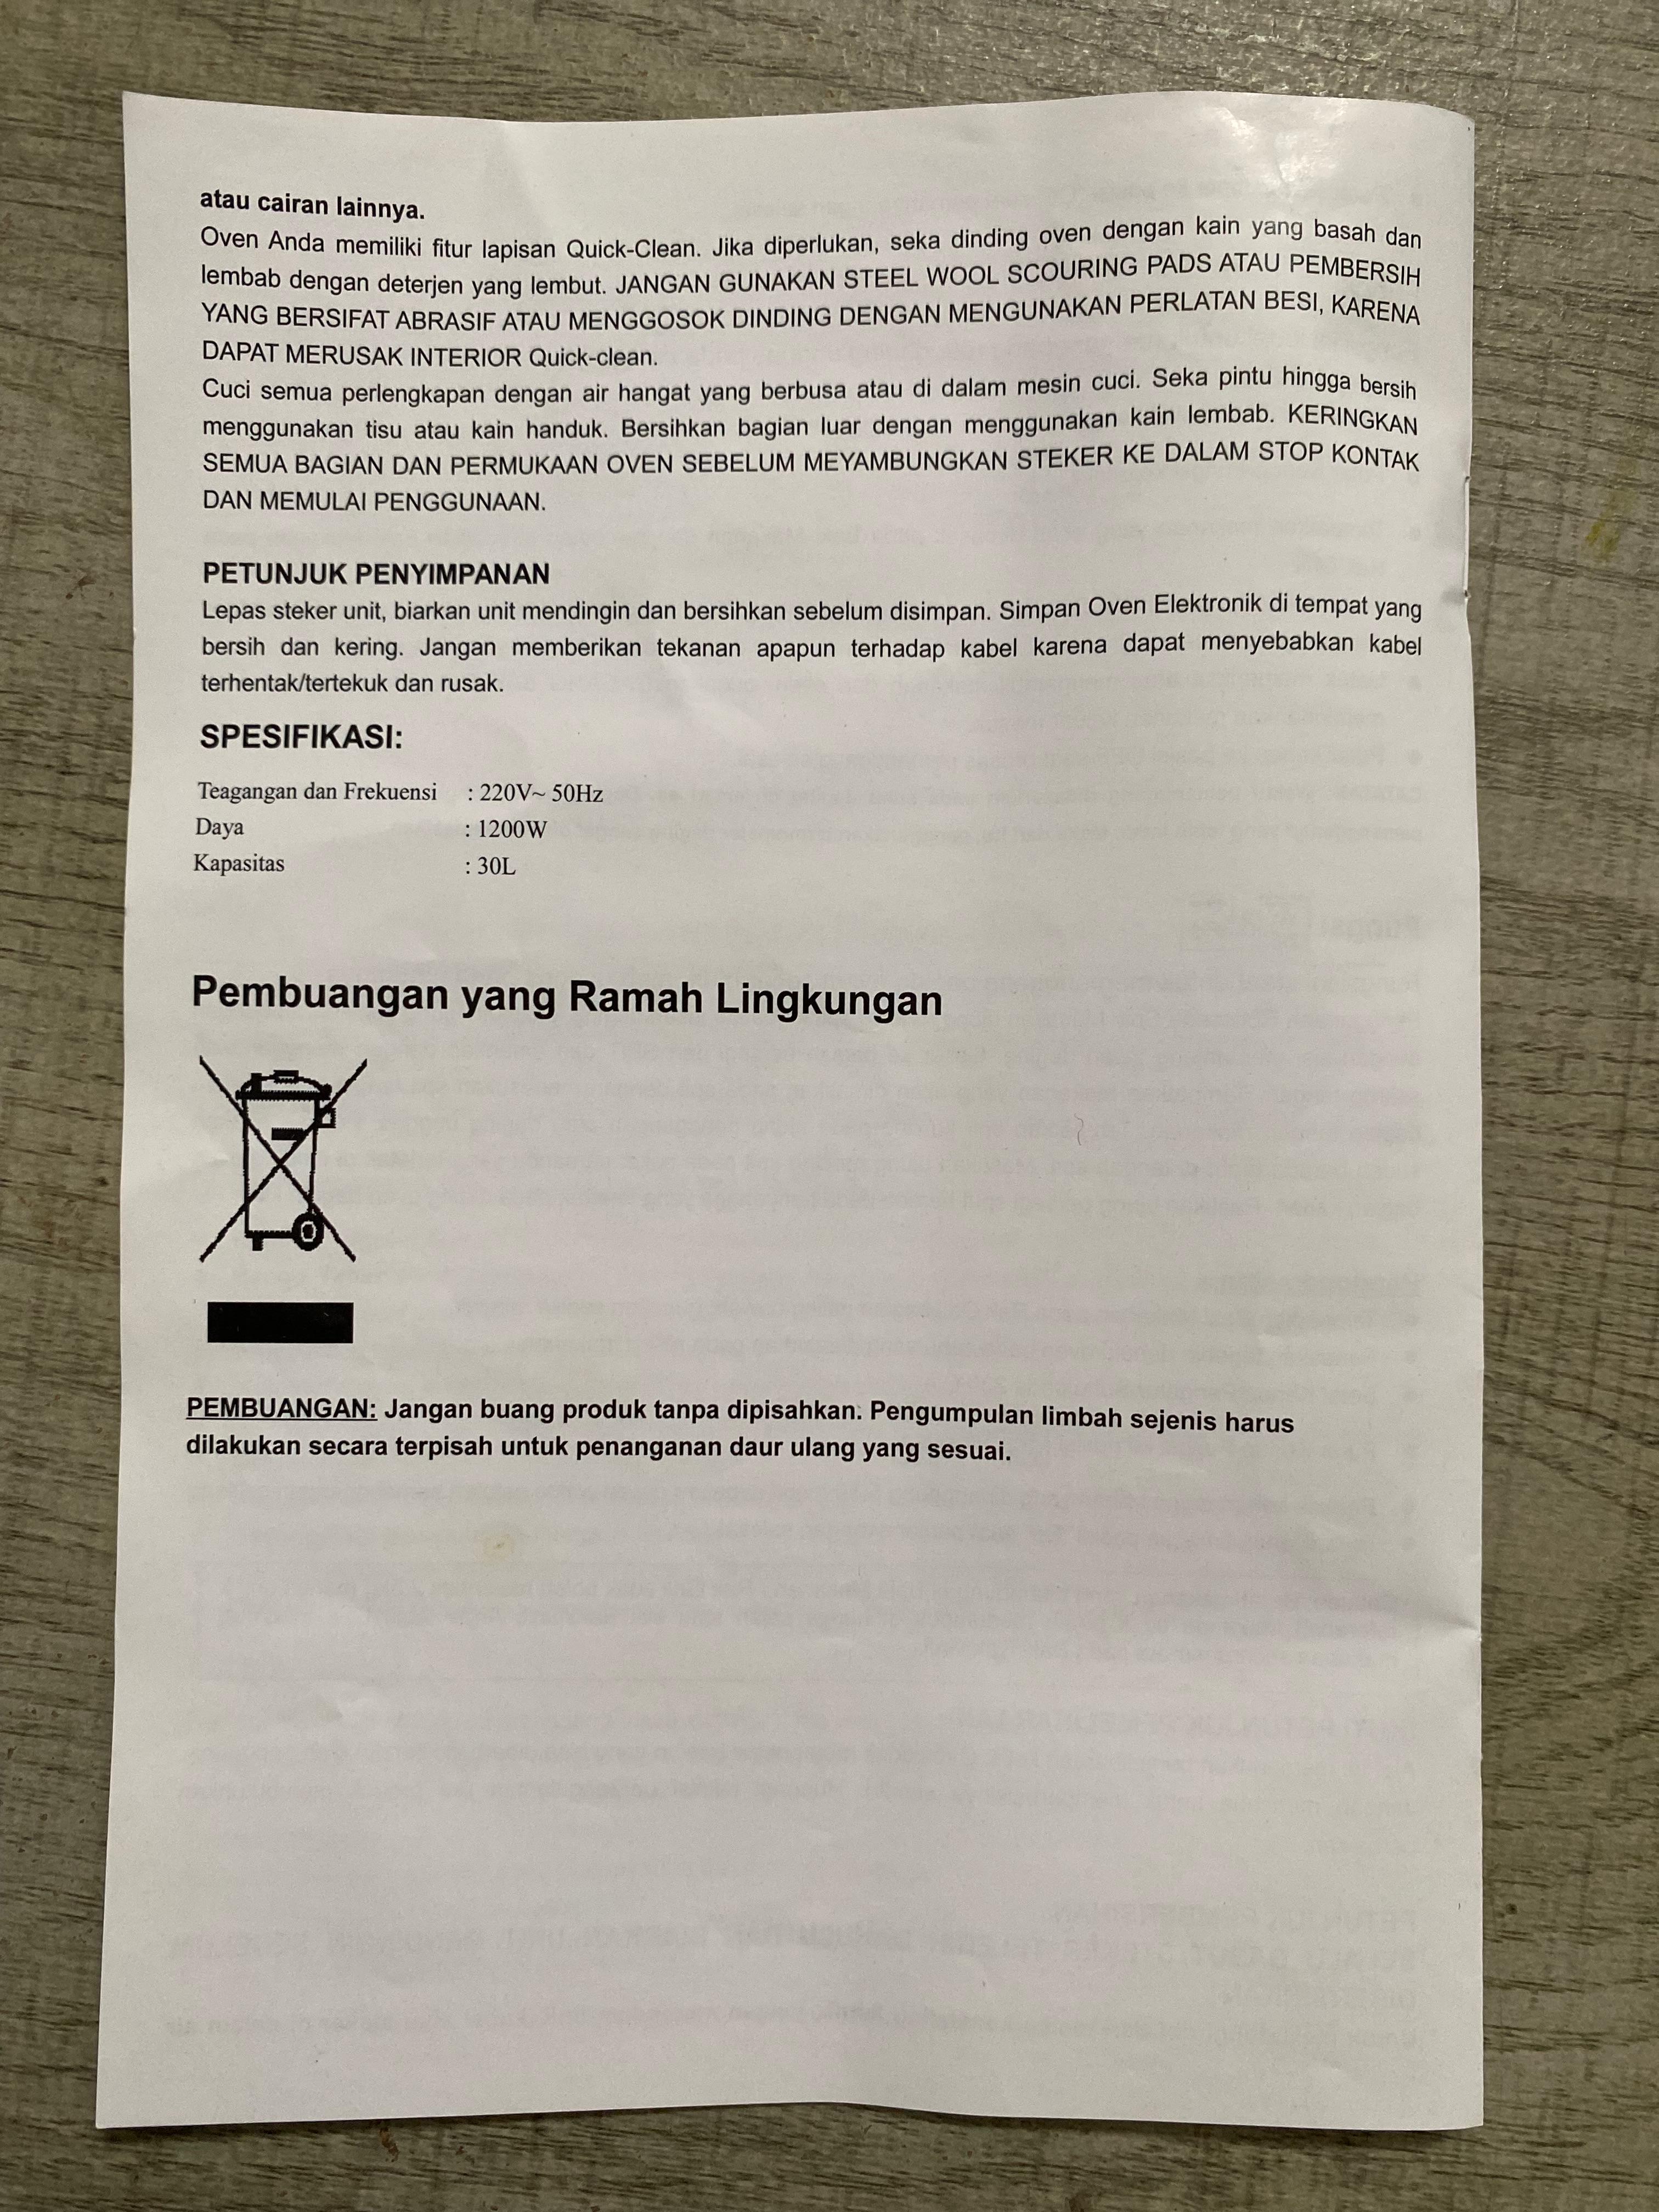 atau cairan lainnya.
Oven Anda memiliki fitur lapisan Quick-Clean. Jika diperlukan, seka dinding oven dengan kain yang basah dan
lembab dengan deterjen yang lembut. JANGAN GUNAKAN STEEL WOOL SCOURING PADS ATAU PEMBERSIH
YANG BERSIFAT ABRASIF ATAU MENGGOSOK DINDING DENGAN MENGUNAKAN PERLATAN BESI, KARENA
DAPAT MERUSAK INTERIOR Quick-clean.
Cuci semua perlengkapan dengan air hangat yang berbusa atau di dalam mesin cuci. Seka pintu hingga bersih
menggunakan tisu atau kain handuk. Bersihkan bagian luar dengan menggunakan kain lembab. KERINGKAN
SEMUA BAGIAN DAN PERMUKAAN OVEN SEBELUM MEYAMBUNGKAN STEKER KE DALAM STOP KONTAK
DAN MEMULAI PENGGUNAAN.
PETUNJUK PENYIMPANAN
Lepas steker unit, biarkan unit mendingin dan bersihkan sebelum disimpan. Simpan Oven Elektronik di tempat yang
bersih dan kering. Jangan memberikan tekanan apapun terhadap kabel karena dapat menyebabkan kabel
terhentak/tertekuk dan rusak.
SPESIFIKASI:
Teagangan dan Frekuensi : 220V~ 50Hz
Daya : 1200W
Kapasitas : 30L
Pembuangan yang Ramah Lingkungan
PEMBUANGAN: Jangan buang produk tanpa dipisahkan. Pengumpulan limbah sejenis harus
dilakukan secara terpisah untuk penanganan daur ulang yang sesuai.